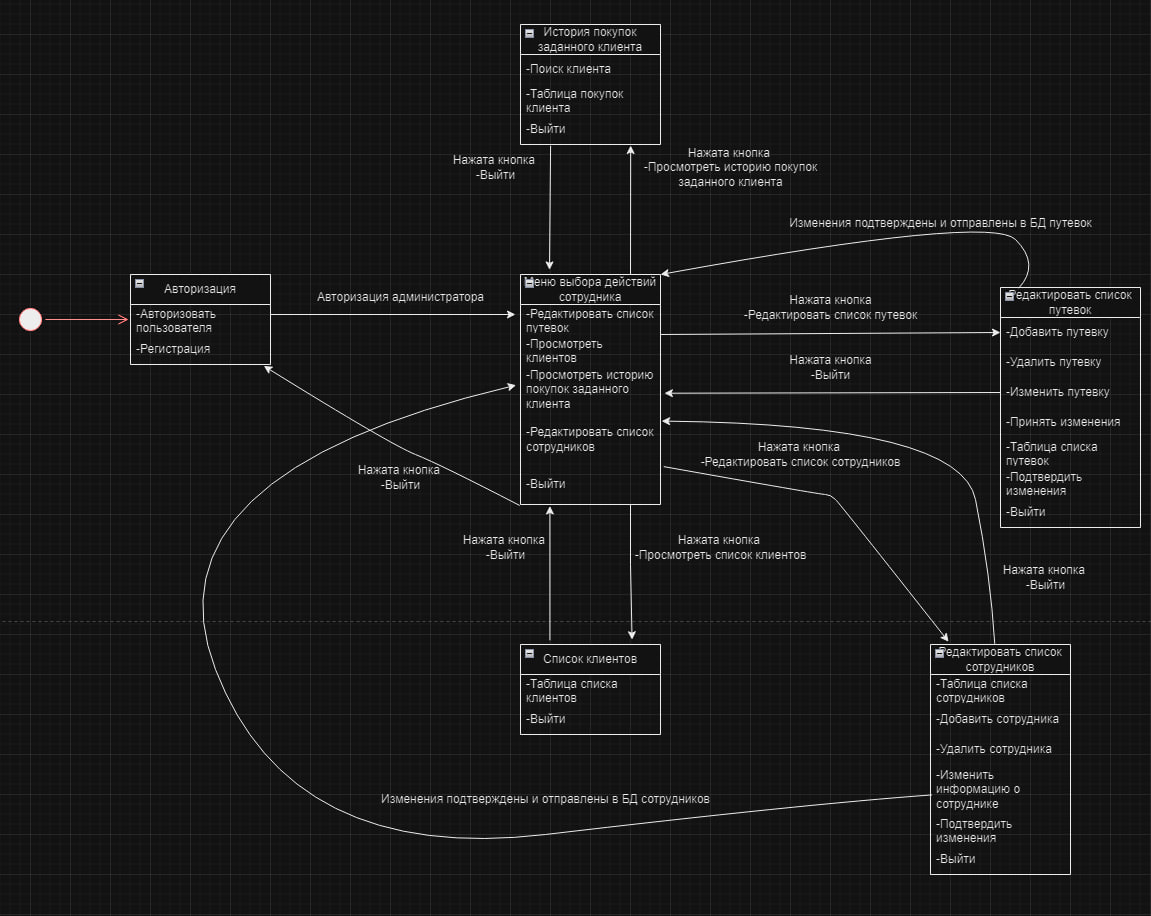 История покупок
заданного клиента
-Поиск клиента
-Таблица покупок
клиента
-Выйти
Нажата кнопка
-Выйти
Нажата кнопка
-Просмотреть историю покупок
заданного клиента
Изменения подтверждены и отправлены в БД путевок
Авторизация
-Авторизовать
пользователя
-Регистрация
Авторизация администратора
Меню выбора действий
сотрудника
-Редактировать список
путевок
-Просмотреть
клиентов
-Просмотреть историю
покупок заданного
клиента
-Редактировать список
сотрудников
-Выйти
Нажата кнопка
-Редактировать список путевок
Нажата кнопка
-Выйти
Редактировать список
путевок
-Добавить путевку
-Удалить путевку
-Изменить путевку
-Принять изменения
-Таблица списка
путевок
-Подтвердить
изменения
-Выйти
Нажата кнопка
-Редактировать список сотрудников
Нажата кнопка
-Выйти
Нажата кнопка
-Выйти
Нажата кнопка
-Просмотреть список клиентов
Нажата кнопка
-Выйти
Список клиентов
-Таблица списка
клиентов
-Выйти
Редактировать список
сотрудников
-Таблица списка
сотрудников
-Добавить сотрудника
-Удалить сотрудника
-Изменить
информацию о
сотруднике
-Подтвердить
изменения
-Выйти
Изменения подтверждены и отправлены в БД сотрудников